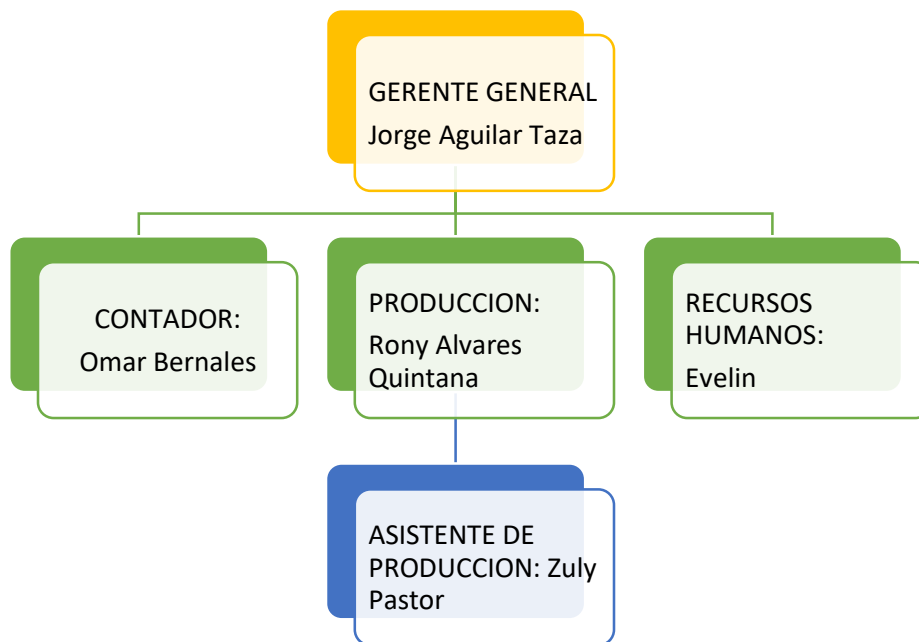 GERENTE GENERAL
Jorge Aguilar Taza
CONTADOR:
Omar Bernales
PRODUCCION:
Rony Alvares
Quintana
RECURSOS
HUMANOS:
Evelin
ASISTENTE DE
PRODUCCION: Zuly
Pastor